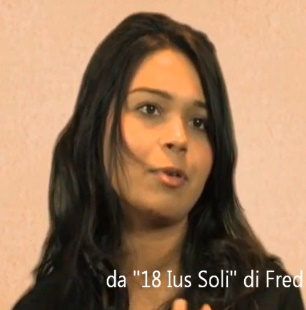 da "18 Ius Soli" di Fred